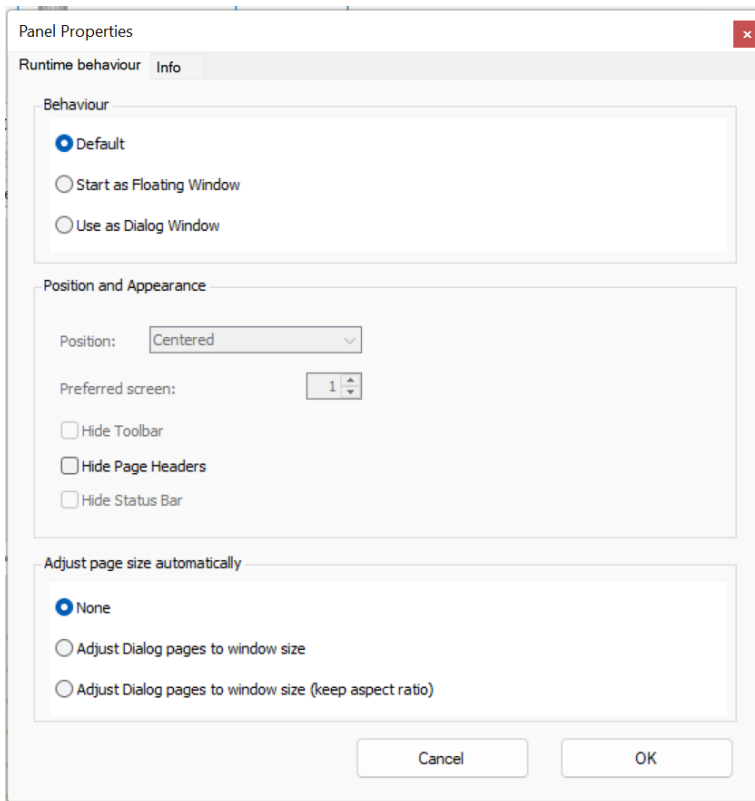 Panel Properties
Runtime behaviour Info
Behaviour
Default
Start as Floating Window
Use as Dialog Window
Position and Appearance
Position: Centered
Preferred screen: 1
Hide Toolbar
Hide Page Headers
Hide Status Bar
Adjust page size automatically
None
Adjust Dialog pages to window size
Adjust Dialog pages to window size (keep aspect ratio)
Cancel OK